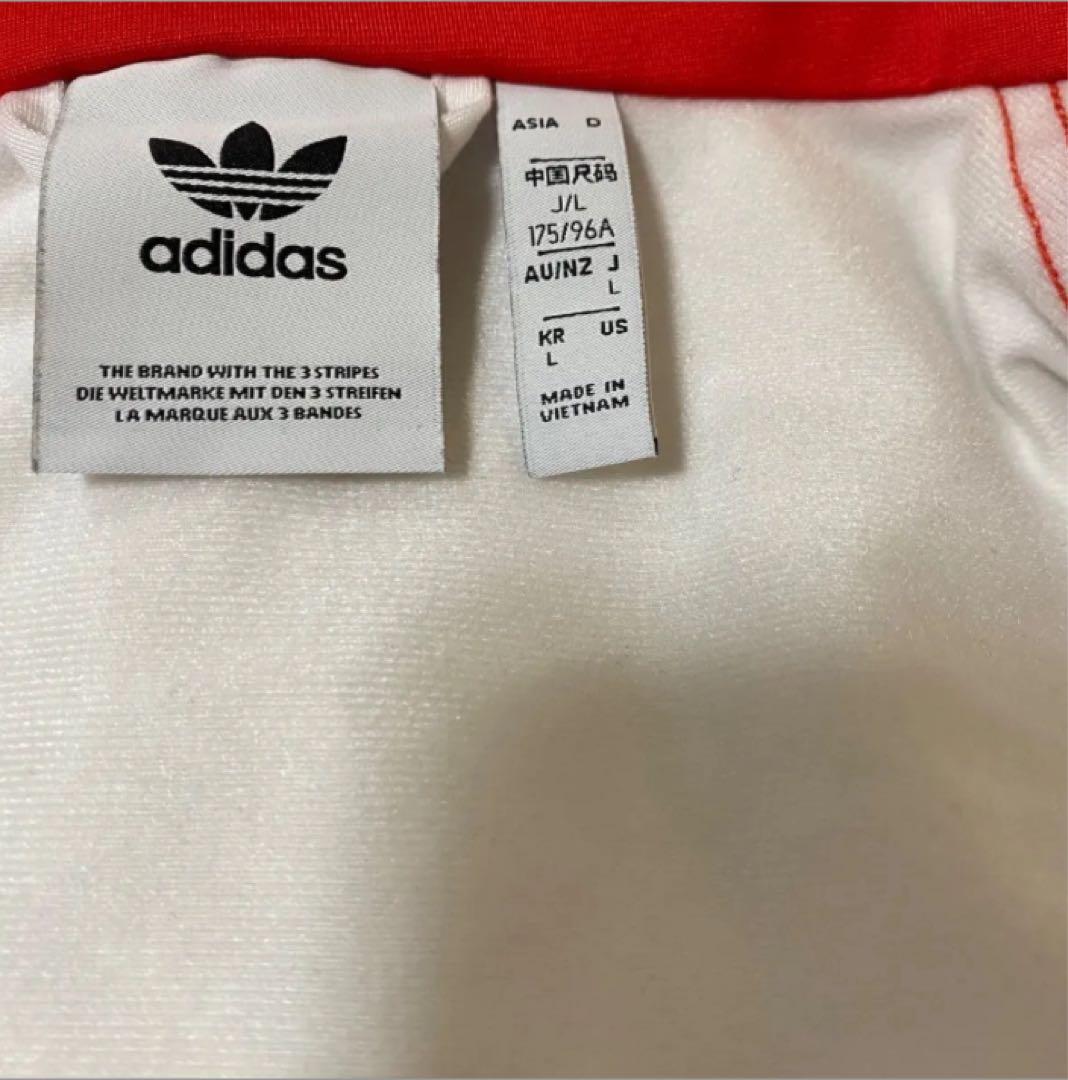 adidas
THE BRAND WITH THE 3 STRIPES
DIE WELTMARKE MIT DEN 3 STREIFEN
LA MARQUE AUX 3 BANDES
ASIA D
中国尺码
J/L
175/96A
AU/NZ J
L
KR US
L
MADE IN
VIETNAM